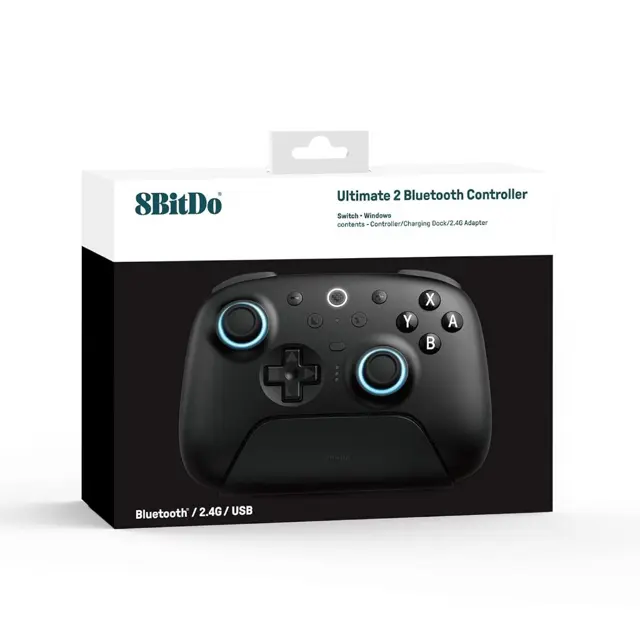 8BitDo®
Ultimate 2 Bluetooth Controller
Switch • Windows
contents - Controller/Charging Dock/2.4G Adapter
X
Y A
B
Bluetooth® / 2.4G / USB